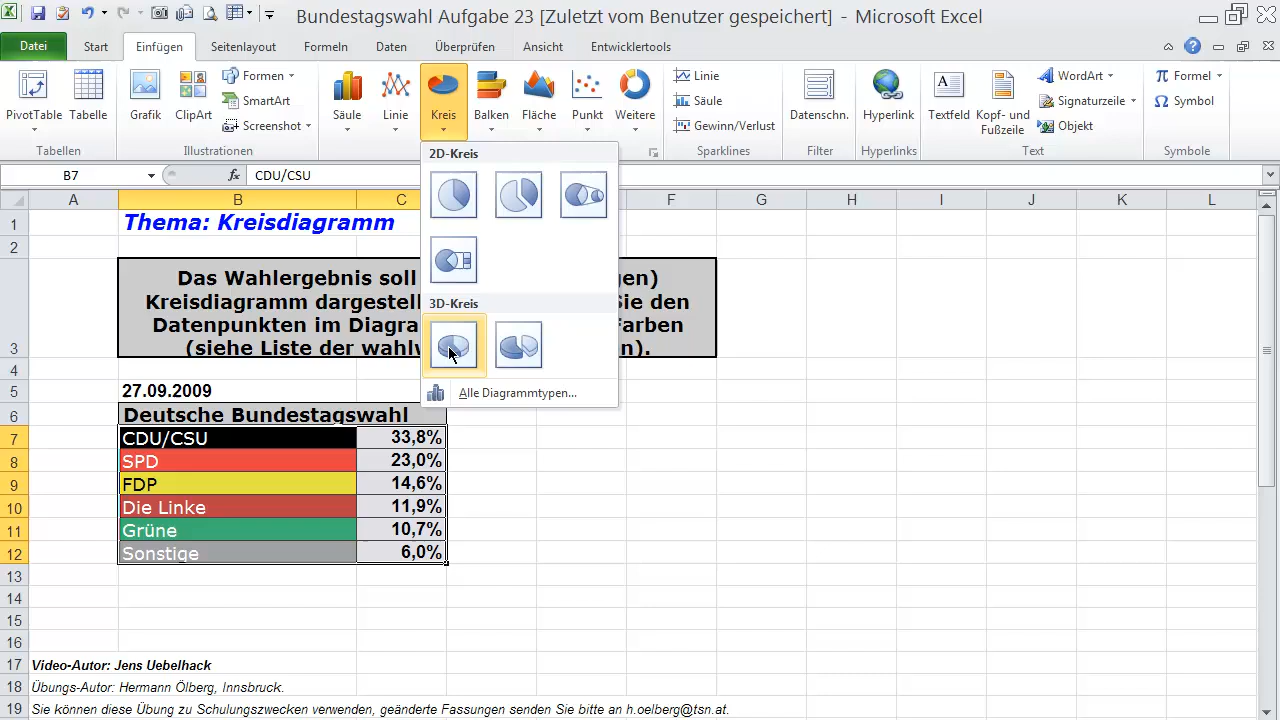 Bundestagswahl Aufgabe 23 [Zuletzt vom Benutzer gespeichert] - Microsoft Excel
Datei Start Einfügen Seitenlayout Formeln Daten Überprüfen Ansicht Entwicklertools
PivotTable Tabelle Grafik ClipArt Formen SmartArt Screenshot Säule Linie Kreis Balken Fläche Punkt Weitere Linie Säule Gewinn/Verlust Datenschn. Hyperlink Textfeld Kopf- und Fußzeile WordArt Signaturzeile Objekt Formel Symbol
Tabellen Illustrationen Sparklines Filter Hyperlinks Text Symbole
B7 fx CDU/CSU
2D-Kreis
3D-Kreis
Alle Diagrammtypen...
A B C F G H I J K L
1 Thema: Kreisdiagramm
2
Das Wahlergebnis soll gen)
Kreisdiagramm dargestell Sie den
Datenpunkten im Diagra Farben
3 (siehe Liste der wahlw n).
4
5 27.09.2009
6 Deutsche Bundestagswahl
7 CDU/CSU 33,8%
8 SPD 23,0%
9 FDP 14,6%
10 Die Linke 11,9%
11 Grüne 10,7%
12 Sonstige 6,0%
13
14
15
16
17 Video-Autor: Jens Uebelhack
18 Übungs-Autor: Hermann Ölberg, Innsbruck.
19 Sie können diese Übung zu Schulungszwecken verwenden, geänderte Fassungen senden Sie bitte an h.oelberg@tsn.at.